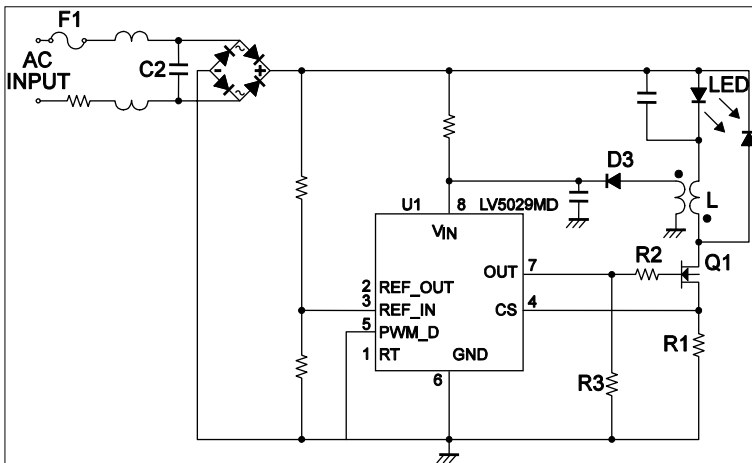 F1
AC
INPUT
C2
~
-
+
~
LED
D3
L
U1
8
LV5029MD
VIN
R2
Q1
OUT
7
2
REF_OUT
3
REF_IN
CS
4
5
PWM_D
R1
1
RT
GND
6
R3